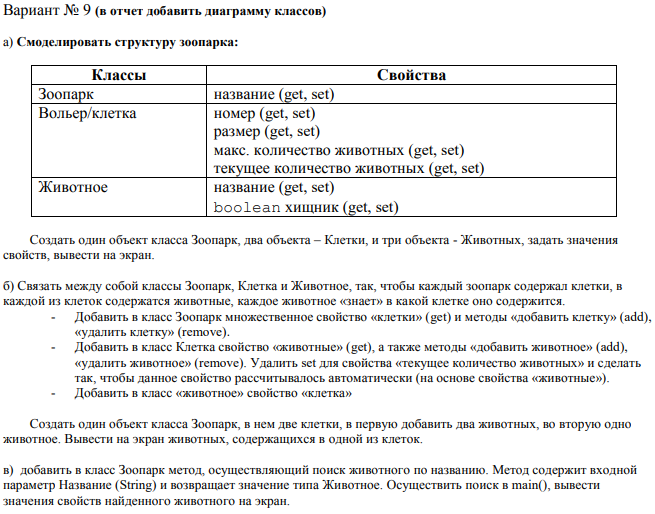 Вариант № 9 (в отчет добавить диаграмму классов)
а) Смоделировать структуру зоопарка:
Классы Свойства
Зоопарк название (get, set)
Вольер/клетка номер (get, set)
размер (get, set)
макс. количество животных (get, set)
текущее количество животных (get, set)
Животное название (get, set)
boolean хищник (get, set)
Создать один объект класса Зоопарк, два объекта – Клетки, и три объекта - Животных, задать значения
свойств, вывести на экран.
б) Связать между собой классы Зоопарк, Клетка и Животное, так, чтобы каждый зоопарк содержал клетки, в
каждой из клеток содержатся животные, каждое животное «знает» в какой клетке оно содержится.
- Добавить в класс Зоопарк множественное свойство «клетки» (get) и методы «добавить клетку» (add),
«удалить клетку» (remove).
- Добавить в класс Клетка свойство «животные» (get), а также методы «добавить животное» (add),
«удалить животное» (remove). Удалить set для свойства «текущее количество животных» и сделать
так, чтобы данное свойство рассчитывалось автоматически (на основе свойства «животные»).
- Добавить в класс «животное» свойство «клетка»
Создать один объект класса Зоопарк, в нем две клетки, в первую добавить два животных, во вторую одно
животное. Вывести на экран животных, содержащихся в одной из клеток.
в) добавить в класс Зоопарк метод, осуществляющий поиск животного по названию. Метод содержит входной
параметр Название (String) и возвращает значение типа Животное. Осуществить поиск в main(), вывести
значения свойств найденного животного на экран.